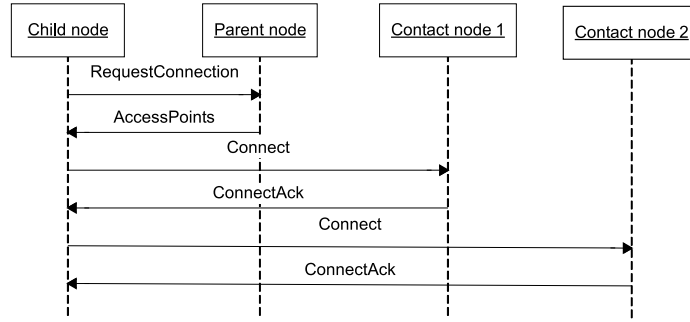 Child node
Parent node
Contact node 1
Contact node 2
RequestConnection
AccessPoints
Connect
ConnectAck
Connect
ConnectAck